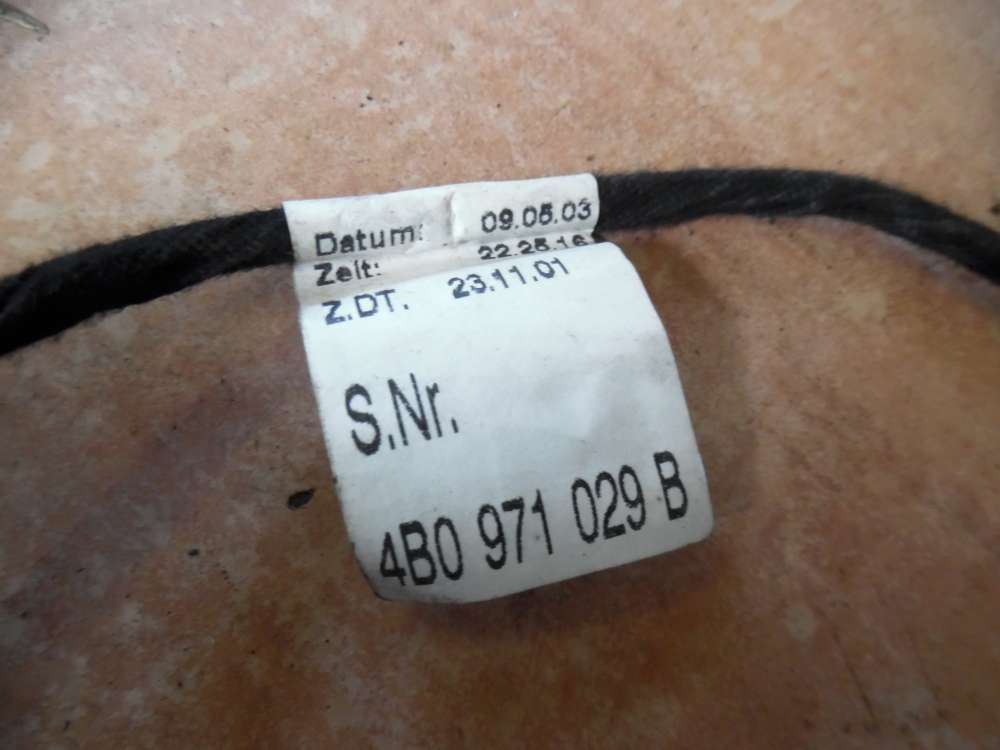 Datum: 09.05.03
Zeit: 22:25:16
Z.DT. 23.11.01
S.Nr.
4B0 971 029 B